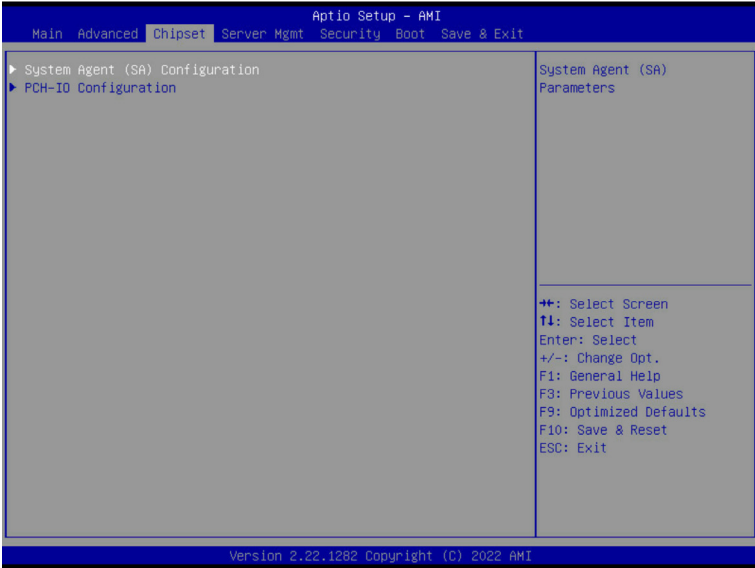 Aptio Setup – AMI
Main Advanced Chipset Server Mgmt Security Boot Save & Exit
▶ System Agent (SA) Configuration
▶ PCH-IO Configuration
System Agent (SA)
Parameters
→←: Select Screen
↑↓: Select Item
Enter: Select
+/-: Change Opt.
F1: General Help
F3: Previous Values
F9: Optimized Defaults
F10: Save & Reset
ESC: Exit
Version 2.22.1282 Copyright (C) 2022 AMI